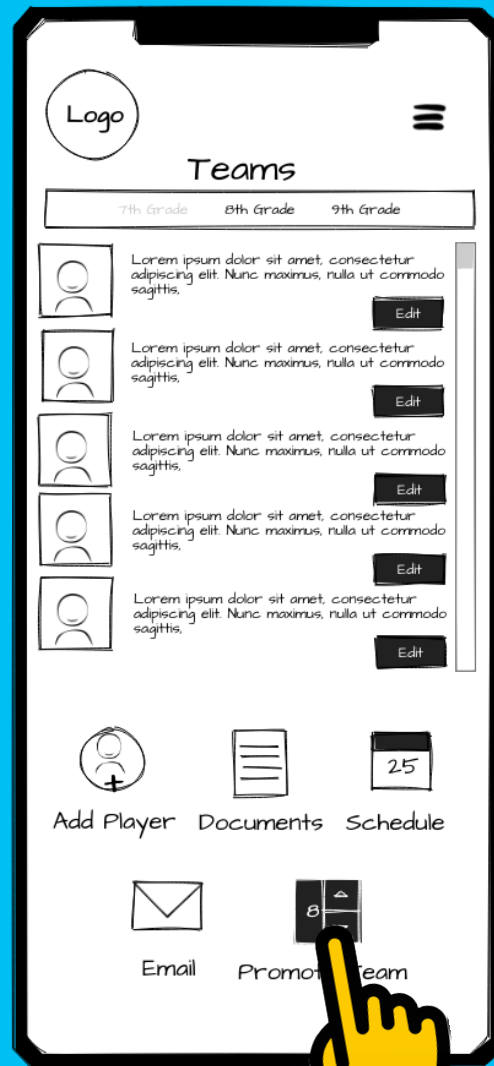 Logo
Teams
7th Grade 8th Grade 9th Grade
Lorem ipsum dolor sit amet, consectetur
adipiscing elit. Nunc maximus, nulla ut commodo
sagittis,
Edit
Lorem ipsum dolor sit amet, consectetur
adipiscing elit. Nunc maximus, nulla ut commodo
sagittis,
Edit
Lorem ipsum dolor sit amet, consectetur
adipiscing elit. Nunc maximus, nulla ut commodo
sagittis,
Edit
Lorem ipsum dolor sit amet, consectetur
adipiscing elit. Nunc maximus, nulla ut commodo
sagittis,
Edit
Lorem ipsum dolor sit amet, consectetur
adipiscing elit. Nunc maximus, nulla ut commodo
sagittis,
Edit
25
Add Player Documents Schedule
8
Email